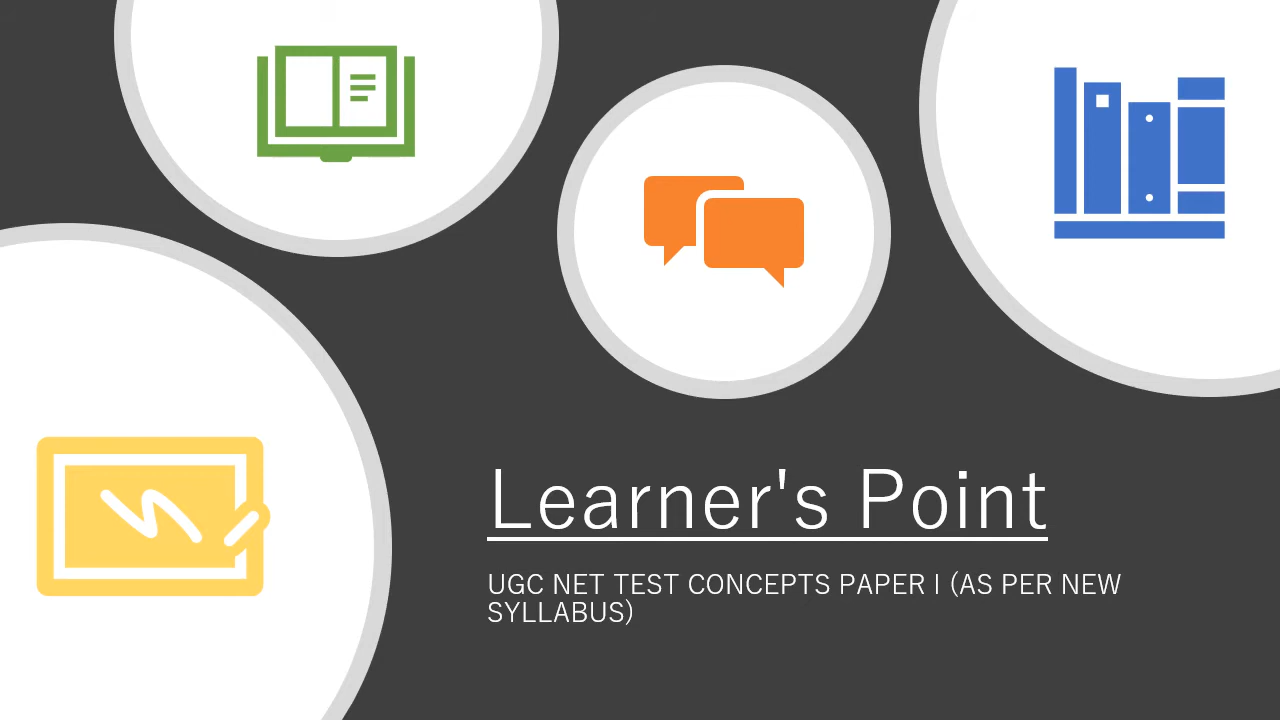 Learner's Point
UGC NET TEST CONCEPTS PAPER I (AS PER NEW
SYLLABUS)